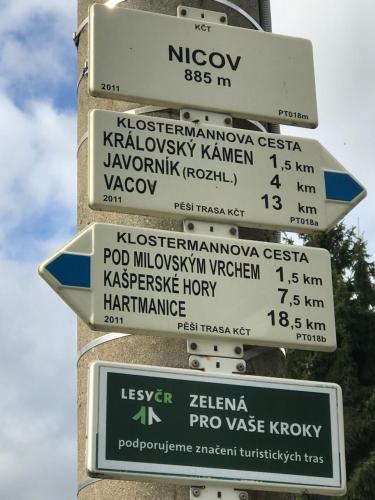 KČT
NICOV
885 m
2011 PT018m
KLOSTERMANNOVA CESTA
KRÁLOVSKÝ KÁMEN 1,5 km
JAVORNÍK (ROZHL.) 4 km
VACOV 13 km
2011 PĚŠÍ TRASA KČT PT018a
KLOSTERMANNOVA CESTA
POD MILOVSKÝM VRCHEM 1,5 km
KAŠPERSKÉ HORY 7,5 km
HARTMANICE 18,5 km
2011 PĚŠÍ TRASA KČT PT018b
LESYČR ZELENÁ
PRO VAŠE KROKY
podporujeme značení turistických tras